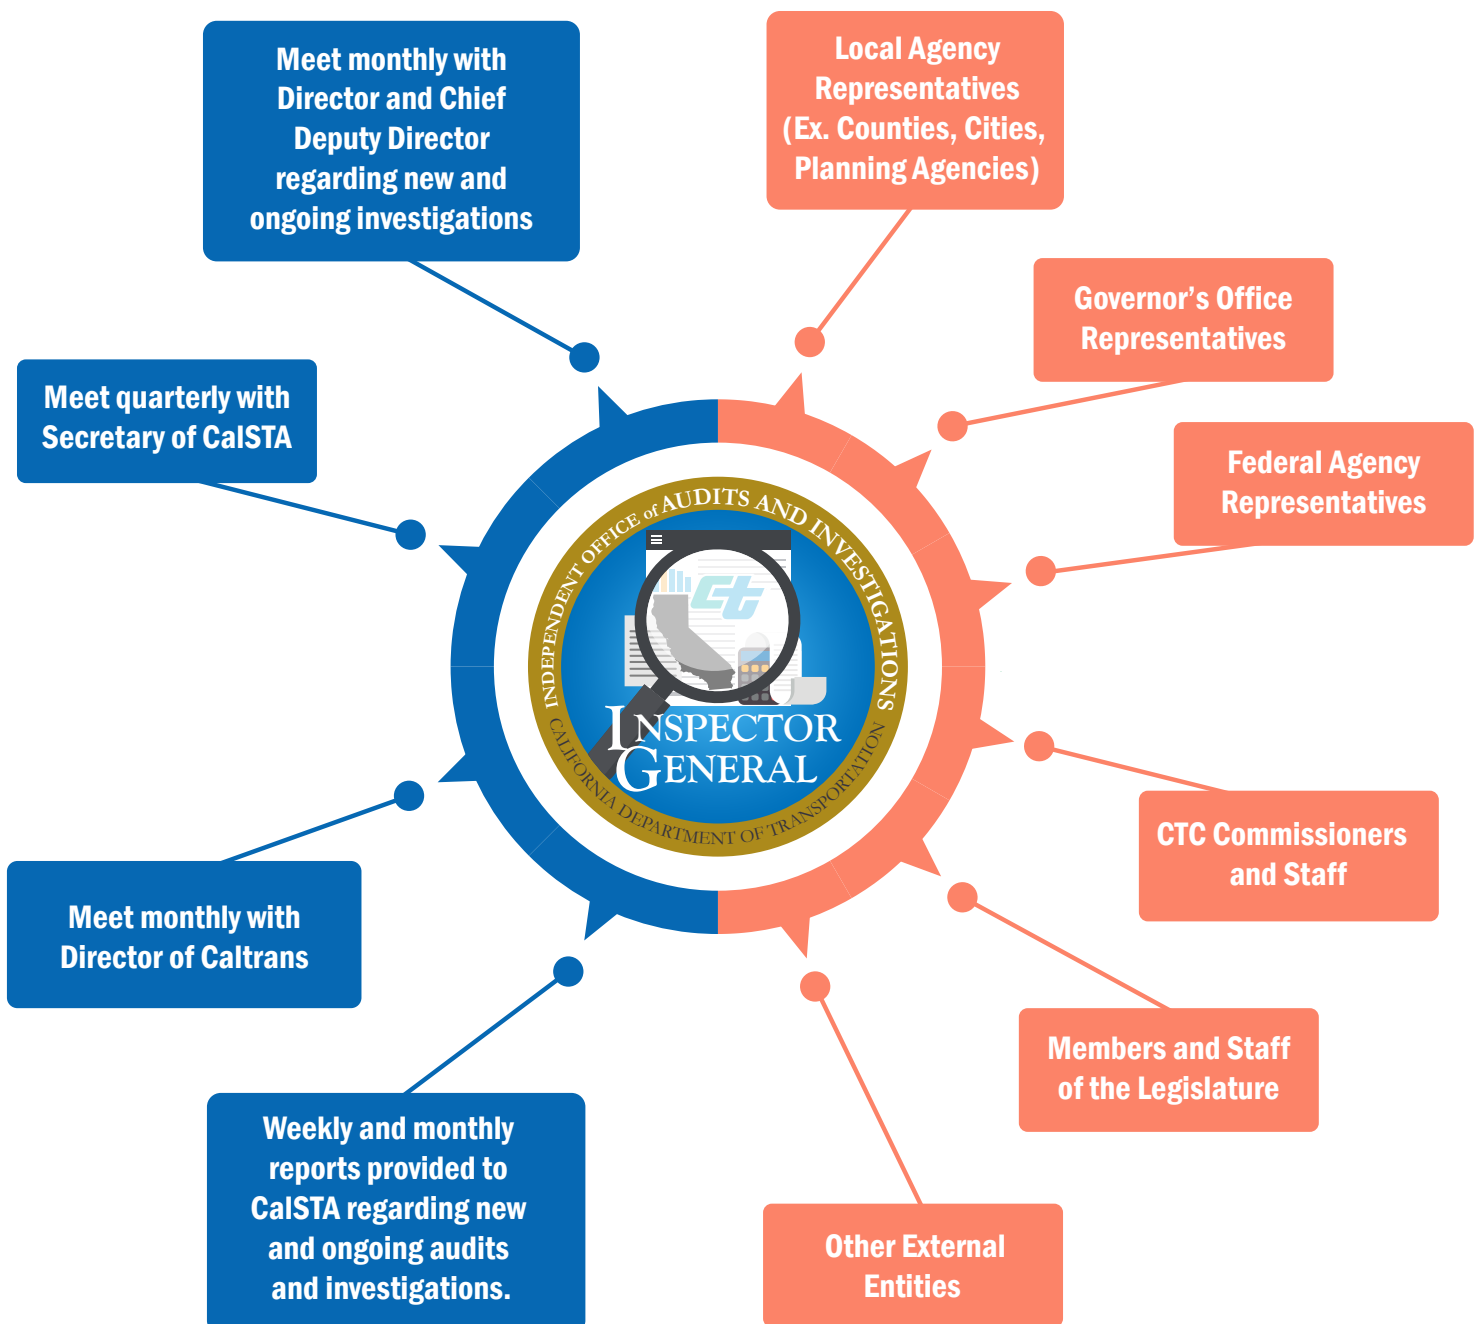 Meet monthly with
Director and Chief
Deputy Director
regarding new and
ongoing investigations
Local Agency
Representatives
(Ex. Counties, Cities,
Planning Agencies)
Governor’s Office
Representatives
Meet quarterly with
Secretary of CalSTA
Federal Agency
Representatives
INDEPENDENT OFFICE of AUDITS AND INVESTIGATIONS
ct
INSPECTOR
GENERAL
CALIFORNIA DEPARTMENT OF TRANSPORTATION
CTC Commissioners
and Staff
Meet monthly with
Director of Caltrans
Members and Staff
of the Legislature
Weekly and monthly
reports provided to
CalSTA regarding new
and ongoing audits
and investigations.
Other External
Entities